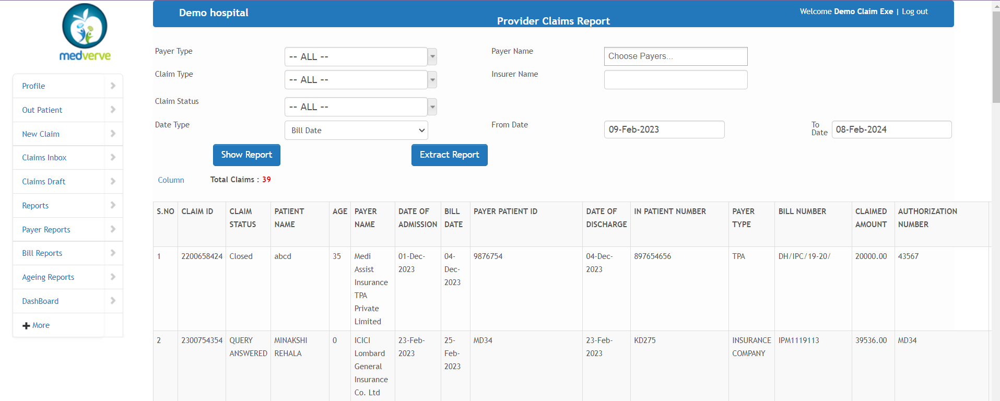 medverve
Demo hospital
Welcome Demo Claim Exe | Log out
Provider Claims Report
Profile
Out Patient
New Claim
Claims Inbox
Claims Draft
Reports
Payer Reports
Bill Reports
Ageing Reports
DashBoard
More
Payer Type
-- ALL --
Payer Name
Choose Payers...
Claim Type
-- ALL --
Insurer Name
Claim Status
-- ALL --
Date Type
Bill Date
From Date
09-Feb-2023
To
Date
08-Feb-2024
Show Report
Extract Report
Column
Total Claims : 39
S.NO
CLAIM ID
CLAIM
STATUS
PATIENT
NAME
AGE
PAYER
NAME
DATE OF
ADMISSION
BILL
DATE
PAYER PATIENT ID
DATE OF
DISCHARGE
IN PATIENT NUMBER
PAYER
TYPE
BILL NUMBER
CLAIMED
AMOUNT
AUTHORIZATION
NUMBER
1
2200658424
Closed
abcd
35
Medi
Assist
Insurance
TPA
Private
Limited
01-Dec-
2023
04-
Dec-
2023
9876754
04-Dec-
2023
897654656
TPA
DH/IPC/19-20/
20000.00
43567
2
2300754354
QUERY
ANSWERED
MINAKSHI
REHALA
0
ICICI
Lombard
General
Insurance
Co. Ltd
23-Feb-
2023
25-
Feb-
2023
MD34
23-Feb-
2023
KD275
INSURANCE
COMPANY
IPM1119113
39536.00
MD34